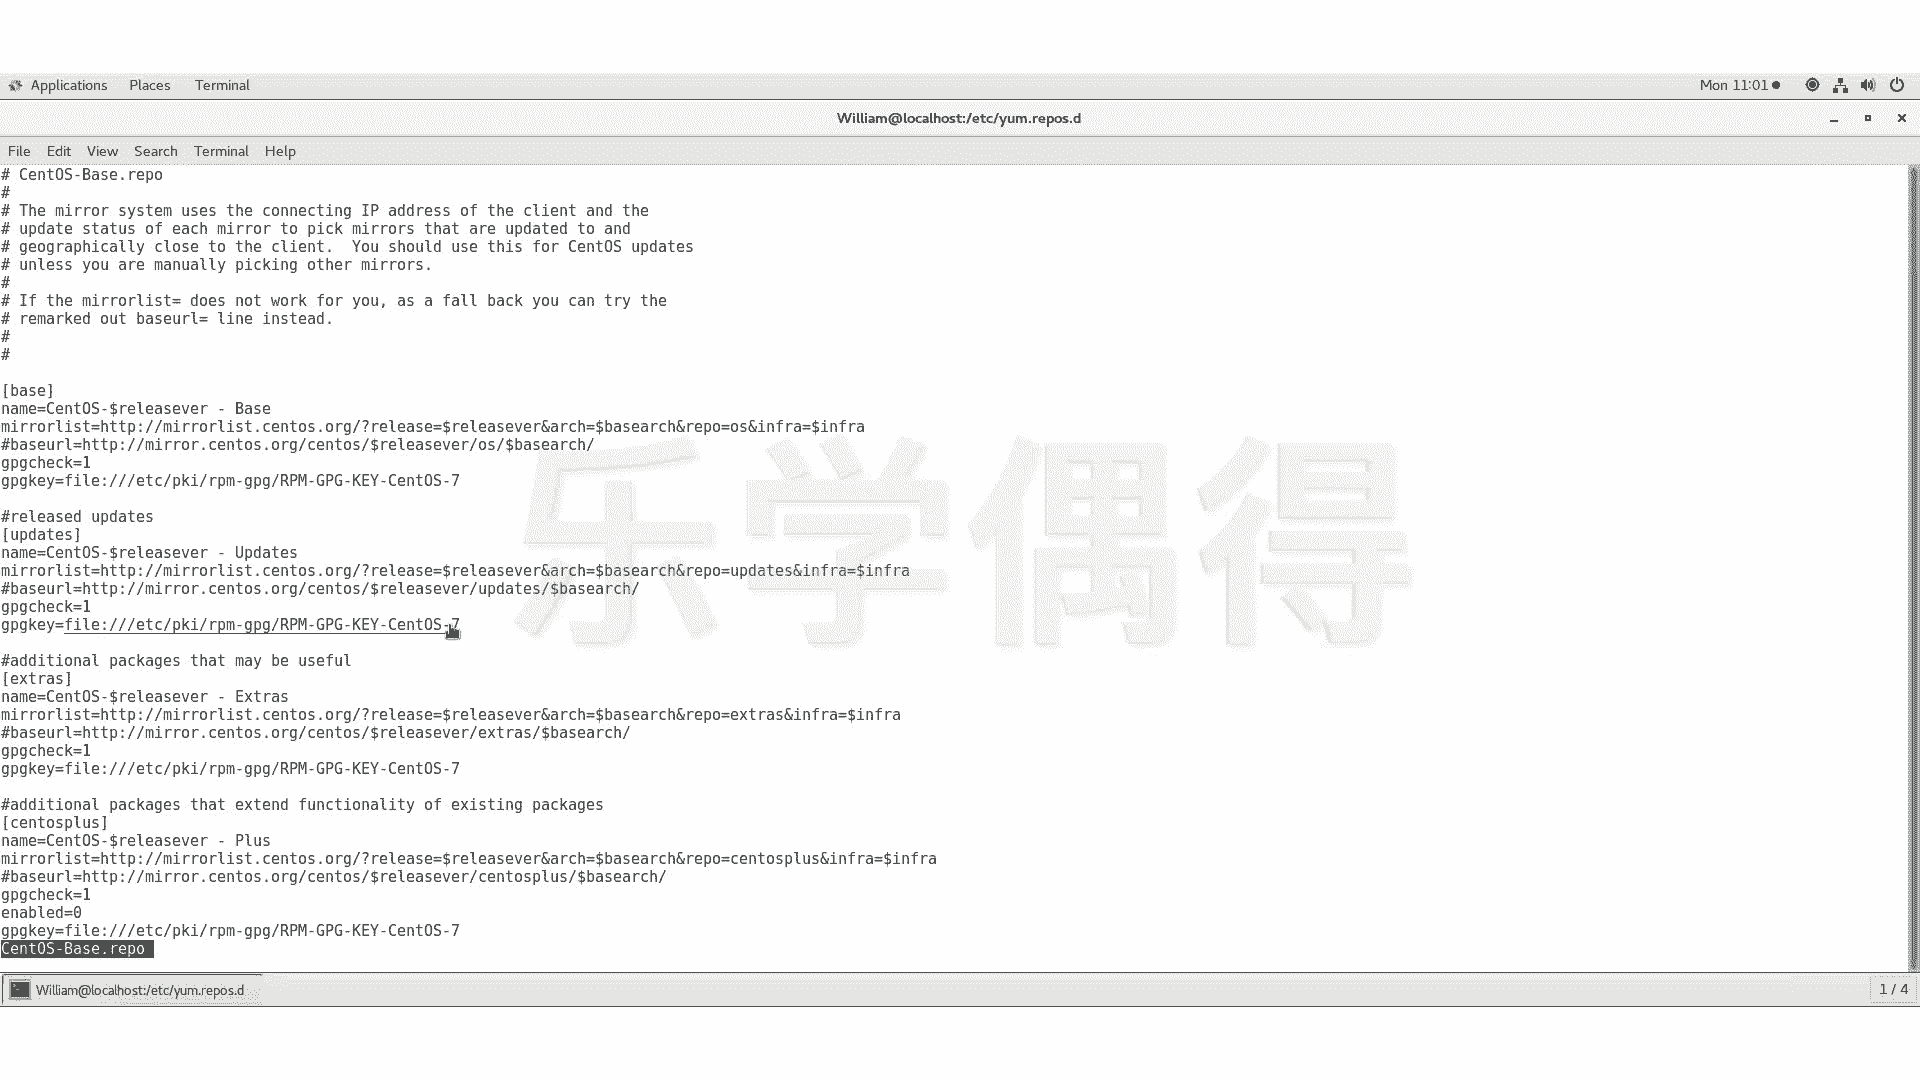 Applications Places Terminal Mon 11:01
William@localhost:/etc/yum.repos.d
File Edit View Search Terminal Help
# CentOS-Base.repo
#
# The mirror system uses the connecting IP address of the client and the
# update status of each mirror to pick mirrors that are updated to and
# geographically close to the client.  You should use this for CentOS updates
# unless you are manually picking other mirrors.
#
# If the mirrorlist= does not work for you, as a fall back you can try the
# remarked out baseurl= line instead.
#
#
[base]
name=CentOS-$releasever - Base
mirrorlist=http://mirrorlist.centos.org/?release=$releasever&arch=$basearch&repo=os&infra=$infra
#baseurl=http://mirror.centos.org/centos/$releasever/os/$basearch/
gpgcheck=1
gpgkey=file:///etc/pki/rpm-gpg/RPM-GPG-KEY-CentOS-7
#released updates
[updates]
name=CentOS-$releasever - Updates
mirrorlist=http://mirrorlist.centos.org/?release=$releasever&arch=$basearch&repo=updates&infra=$infra
#baseurl=http://mirror.centos.org/centos/$releasever/updates/$basearch/
gpgcheck=1
gpgkey=file:///etc/pki/rpm-gpg/RPM-GPG-KEY-CentOS-7
#additional packages that may be useful
[extras]
name=CentOS-$releasever - Extras
mirrorlist=http://mirrorlist.centos.org/?release=$releasever&arch=$basearch&repo=extras&infra=$infra
#baseurl=http://mirror.centos.org/centos/$releasever/extras/$basearch/
gpgcheck=1
gpgkey=file:///etc/pki/rpm-gpg/RPM-GPG-KEY-CentOS-7
#additional packages that extend functionality of existing packages
[centosplus]
name=CentOS-$releasever - Plus
mirrorlist=http://mirrorlist.centos.org/?release=$releasever&arch=$basearch&repo=centosplus&infra=$infra
#baseurl=http://mirror.centos.org/centos/$releasever/centosplus/$basearch/
gpgcheck=1
enabled=0
gpgkey=file:///etc/pki/rpm-gpg/RPM-GPG-KEY-CentOS-7
CentOS-Base.repo
William@localhost:/etc/yum.repos.d 1 / 4
乐学偶得